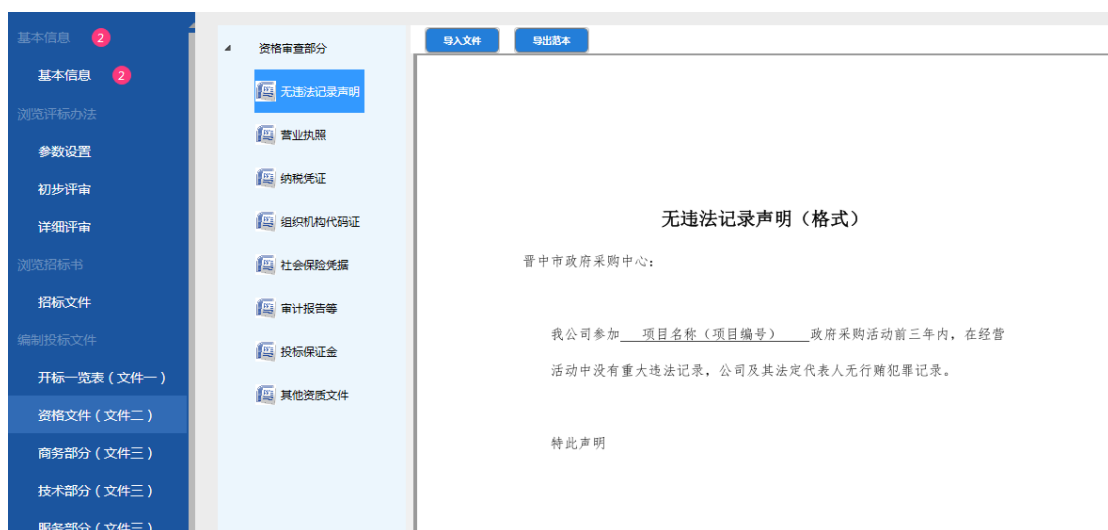 基本信息 2
基本信息 2
浏览评标办法
参数设置
初步评审
详细评审
浏览招标书
招标文件
编制投标文件
开标一览表（文件一）
资格文件（文件二）
商务部分（文件三）
技术部分（文件三）
服务部分（文件三）
资格审查部分
无违法记录声明
营业执照
纳税凭证
组织机构代码证
社会保险凭据
审计报告等
投标保证金
其他资质文件
导入文件 导出范本
无违法记录声明（格式）
晋中市政府采购中心：
我公司参加 项目名称（项目编号） 政府采购活动前三年内，在经营
活动中没有重大违法记录，公司及其法定代表人无行贿犯罪记录。
特此声明